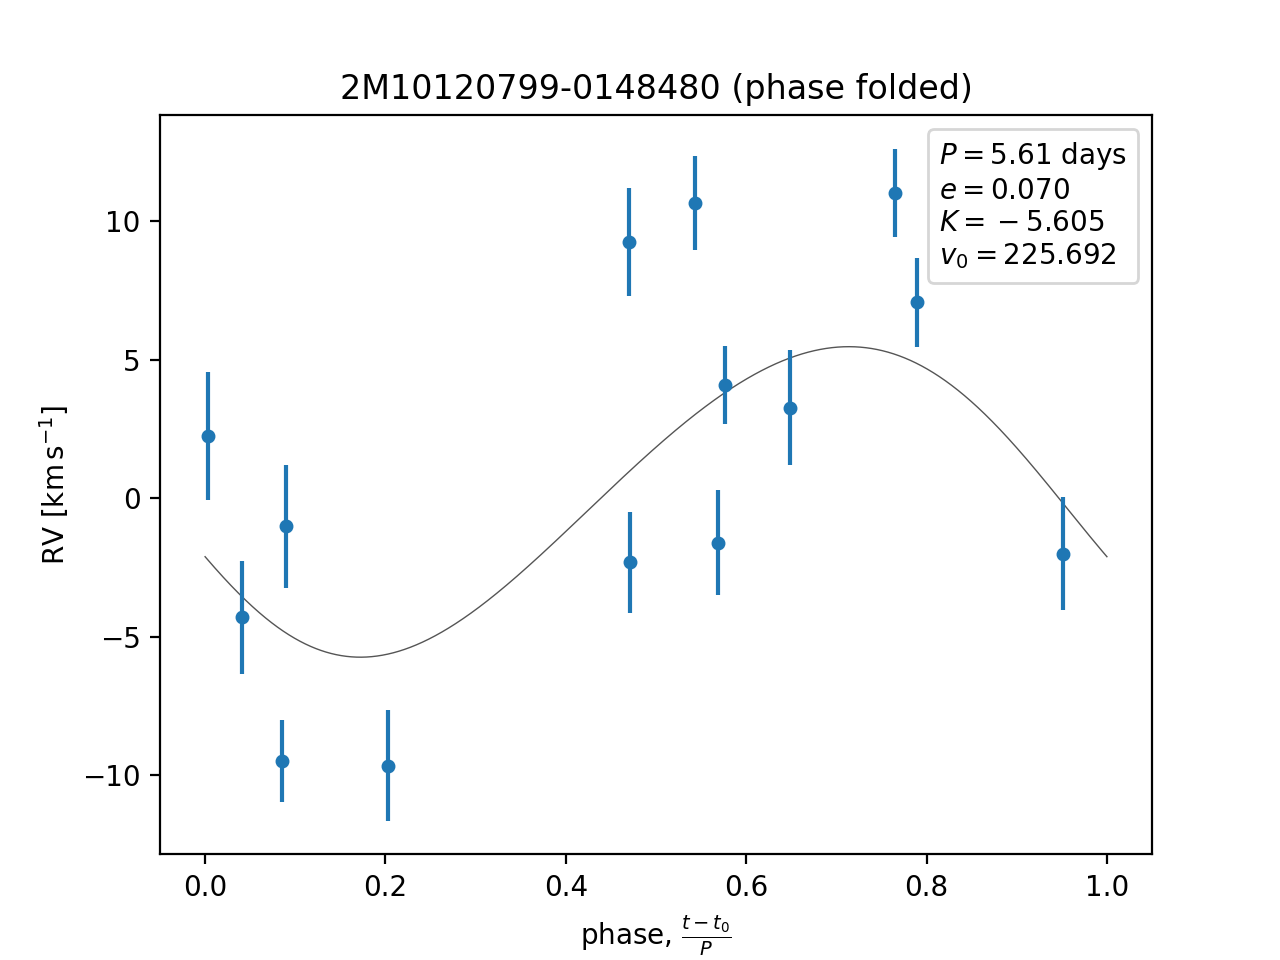 2M10120799-0148480 (phase folded)
P = 5.61 days
e = 0.070
K = −5.605
v₀ = 225.692
10
5
0
−5
−10
RV [km s⁻¹]
0.0 0.2 0.4 0.6 0.8 1.0
phase, (t − t₀)/P